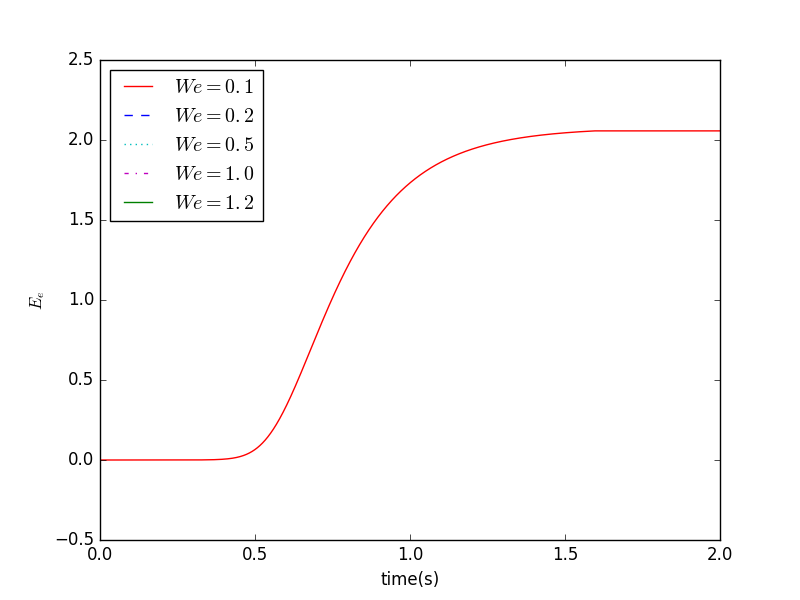 2.5
2.0
1.5
1.0
0.5
0.0
−0.5
E_e
We = 0.1
We = 0.2
We = 0.5
We = 1.0
We = 1.2
0.0 0.5 1.0 1.5 2.0
time(s)